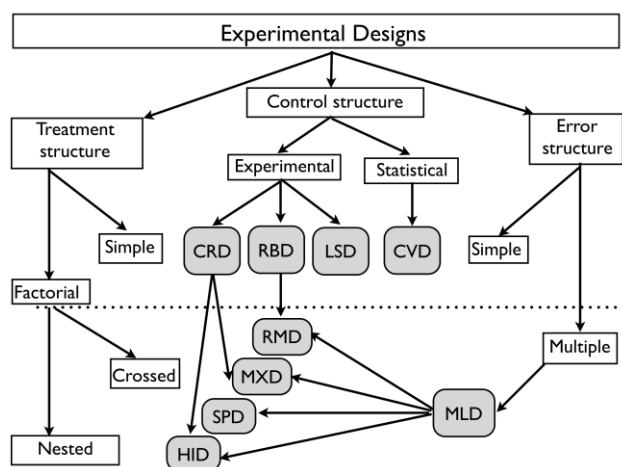 Experimental Designs
Control structure
Treatment
structure
Error
structure
Experimental
Statistical
Simple
CRD
RBD
LSD
CVD
Simple
Factorial
RMD
Multiple
Crossed
MXD
SPD
MLD
Nested
HID